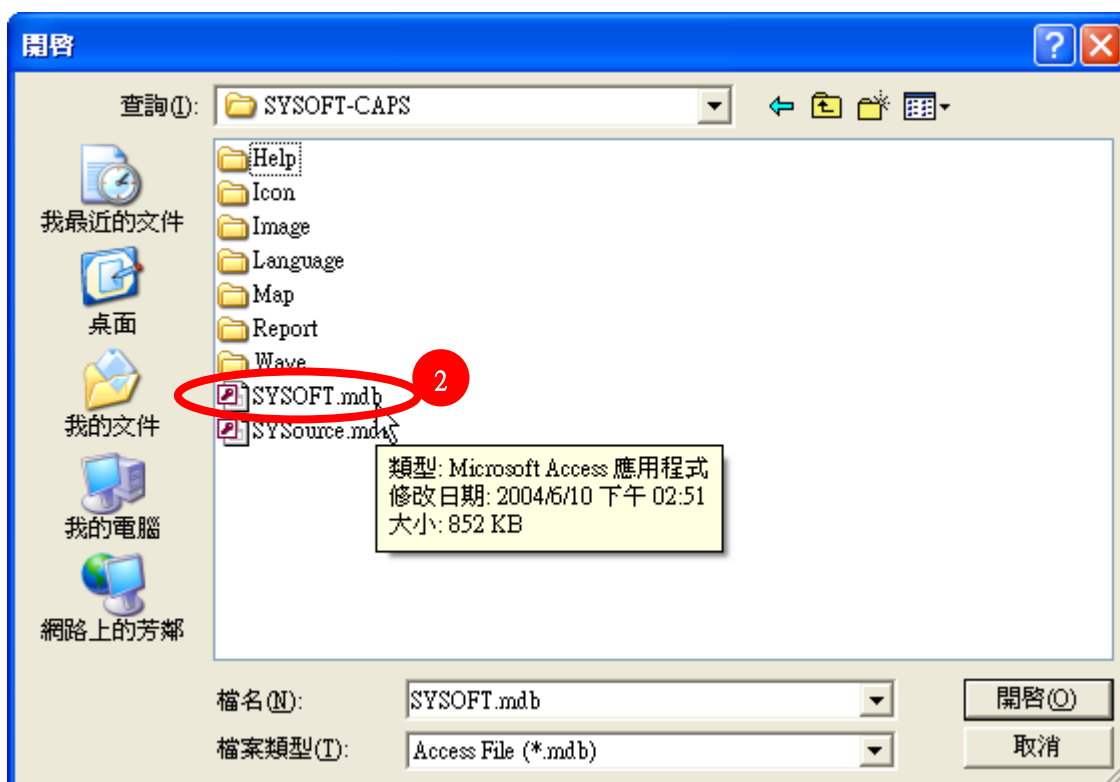 開啓
查詢(I): SYSOFT-CAPS
Help
Icon
Image
Language
Map
Report
Wave
SYSOFT.mdb
2
SYSource.mdb
類型: Microsoft Access 應用程式
修改日期: 2004/6/10 下午 02:51
大小: 852 KB
我最近的文件
桌面
我的文件
我的電腦
網路上的芳鄰
檔名(N): SYSOFT.mdb 開啓(O)
檔案類型(T): Access File (*.mdb) 取消